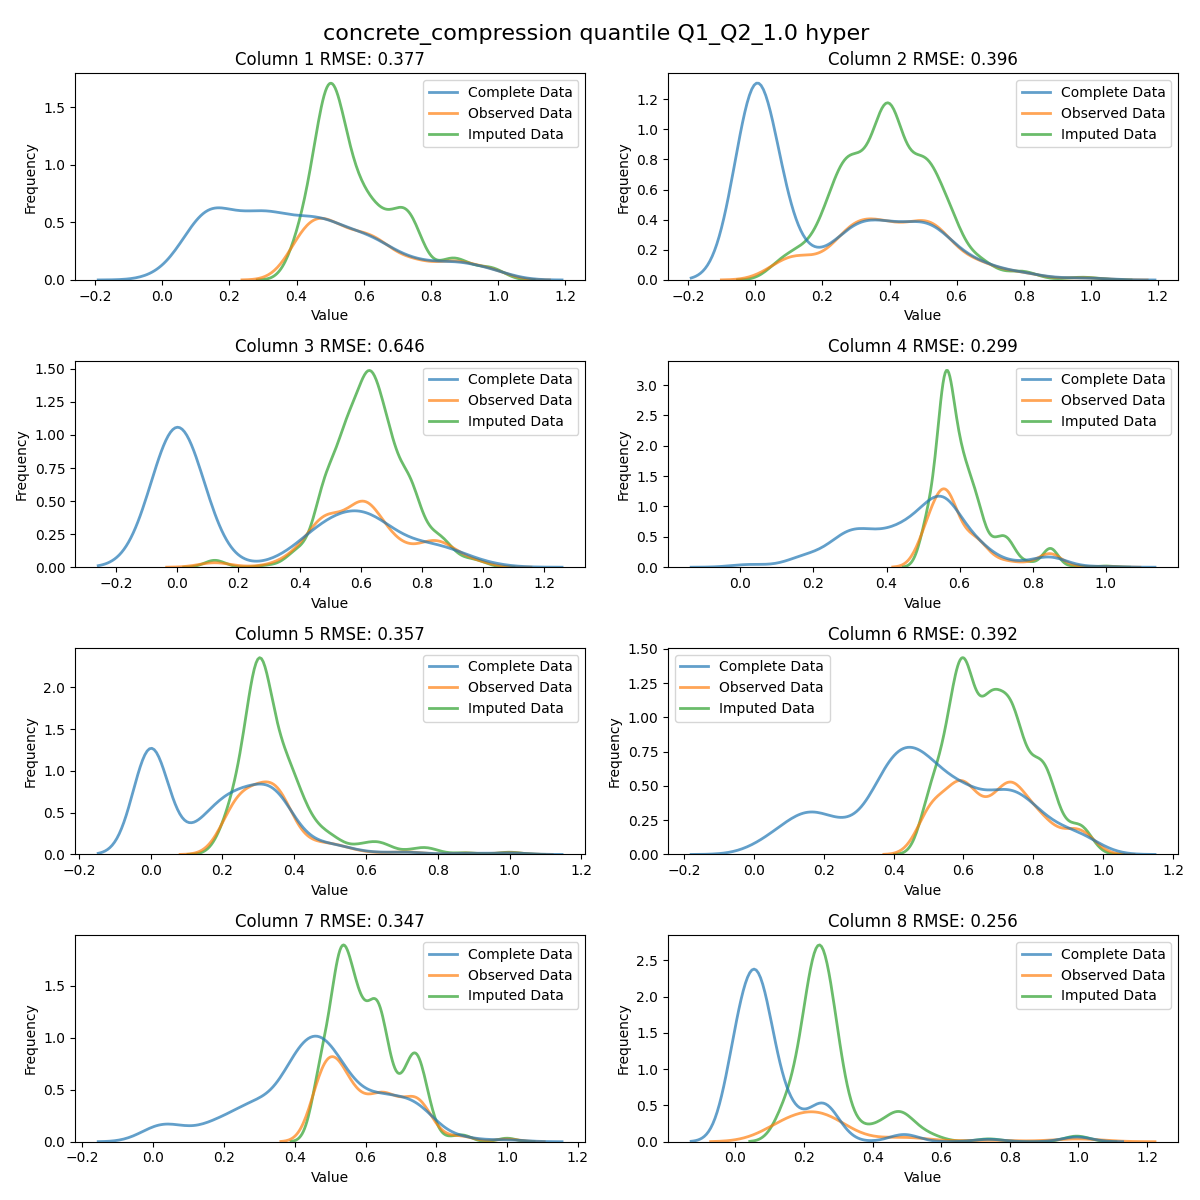 concrete_compression quantile Q1_Q2_1.0 hyper
Column 1 RMSE: 0.377
Frequency
1.5
1.0
0.5
0.0
Complete Data
Observed Data
Imputed Data
−0.2 0.0 0.2 0.4 0.6 0.8 1.0 1.2
Value
Column 2 RMSE: 0.396
Frequency
1.2
1.0
0.8
0.6
0.4
0.2
0.0
Complete Data
Observed Data
Imputed Data
−0.2 0.0 0.2 0.4 0.6 0.8 1.0 1.2
Value
Column 3 RMSE: 0.646
Frequency
1.50
1.25
1.00
0.75
0.50
0.25
0.00
Complete Data
Observed Data
Imputed Data
−0.2 0.0 0.2 0.4 0.6 0.8 1.0 1.2
Value
Column 4 RMSE: 0.299
Frequency
3.0
2.5
2.0
1.5
1.0
0.5
0.0
Complete Data
Observed Data
Imputed Data
0.0 0.2 0.4 0.6 0.8 1.0
Value
Column 5 RMSE: 0.357
Frequency
2.0
1.5
1.0
0.5
0.0
Complete Data
Observed Data
Imputed Data
−0.2 0.0 0.2 0.4 0.6 0.8 1.0 1.2
Value
Column 6 RMSE: 0.392
Frequency
1.50
1.25
1.00
0.75
0.50
0.25
0.00
Complete Data
Observed Data
Imputed Data
−0.2 0.0 0.2 0.4 0.6 0.8 1.0 1.2
Value
Column 7 RMSE: 0.347
Frequency
1.5
1.0
0.5
0.0
Complete Data
Observed Data
Imputed Data
−0.2 0.0 0.2 0.4 0.6 0.8 1.0 1.2
Value
Column 8 RMSE: 0.256
Frequency
2.5
2.0
1.5
1.0
0.5
0.0
Complete Data
Observed Data
Imputed Data
0.0 0.2 0.4 0.6 0.8 1.0 1.2
Value